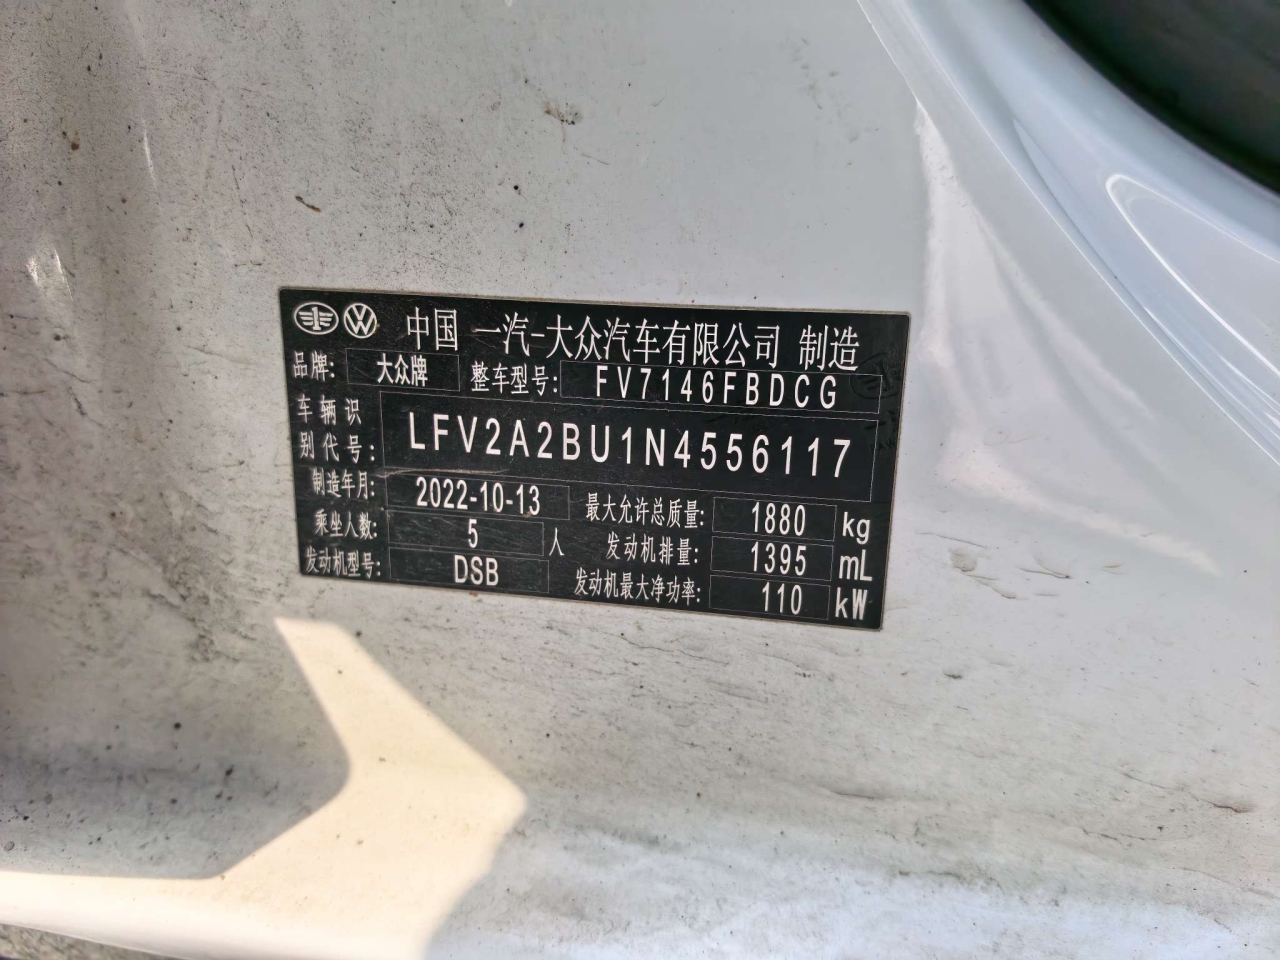 中国 一汽-大众汽车有限公司 制造
品牌: 大众牌 整车型号: FV7146FBDCG
车辆识别代号: LFV2A2BU1N4556117
制造年月: 2022-10-13 最大允许总质量: 1880 kg
乘坐人数: 5 人 发动机排量: 1395 mL
发动机型号: DSB 发动机最大净功率: 110 kW